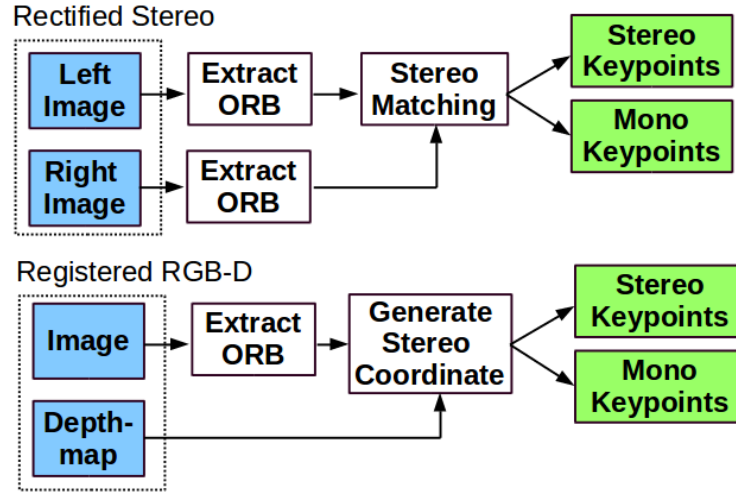 Rectified Stereo
Left
Image
Extract
ORB
Stereo
Matching
Stereo
Keypoints
Mono
Keypoints
Right
Image
Extract
ORB
Registered RGB-D
Image
Extract
ORB
Generate
Stereo
Coordinate
Stereo
Keypoints
Mono
Keypoints
Depth-
map